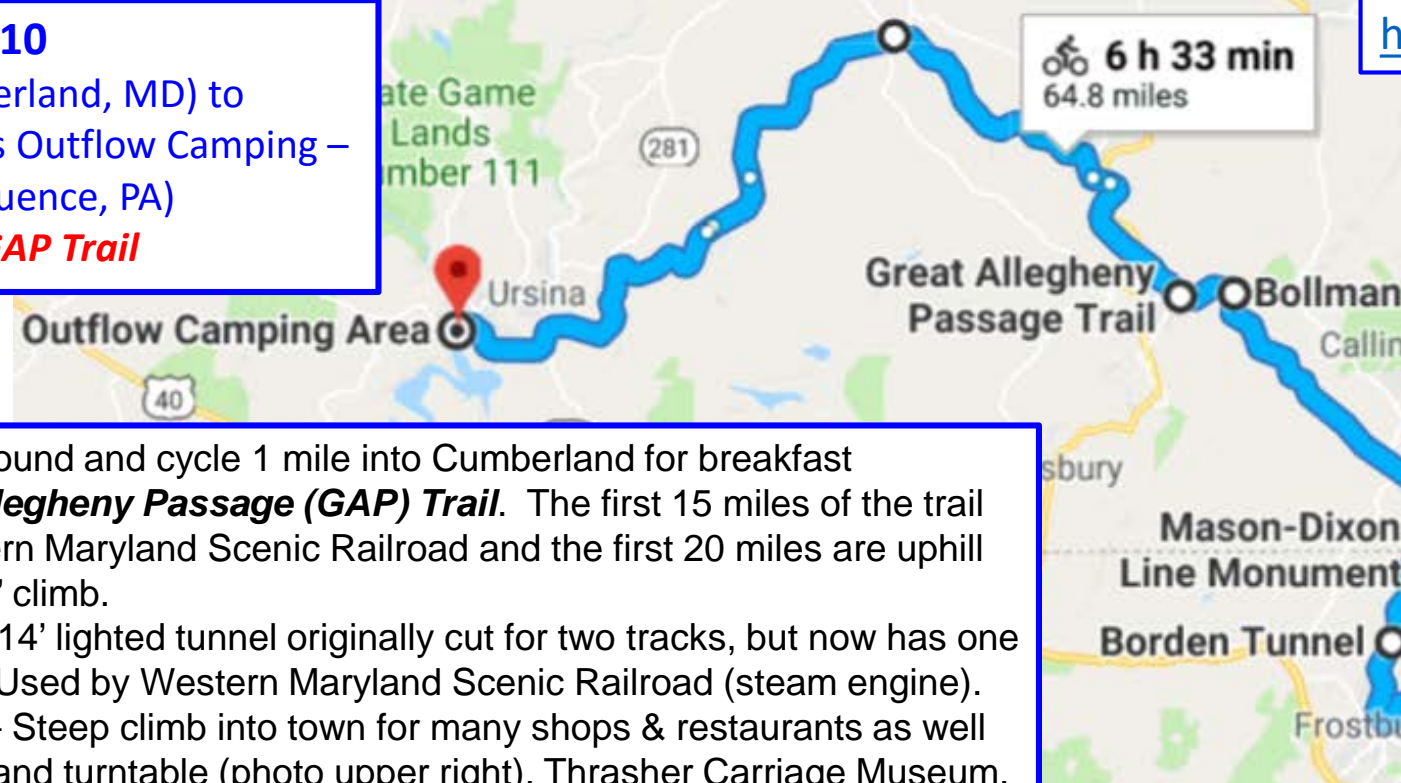 10
erland, MD) to
s Outflow Camping –
uence, PA)
GAP Trail
ate Game
Lands
mber 111
281
6 h 33 min
64.8 miles
h
Ursina
Outflow Camping Area
40
Great Allegheny
Passage Trail
Bollman
Callin
sbury
Mason-Dixon
Line Monument
Borden Tunnel
Frostbu
ound and cycle 1 mile into Cumberland for breakfast
legheny Passage (GAP) Trail. The first 15 miles of the trail
ern Maryland Scenic Railroad and the first 20 miles are uphill
’ climb.
14’ lighted tunnel originally cut for two tracks, but now has one
Used by Western Maryland Scenic Railroad (steam engine).
- Steep climb into town for many shops & restaurants as well
and turntable (photo upper right), Thrasher Carriage Museum,